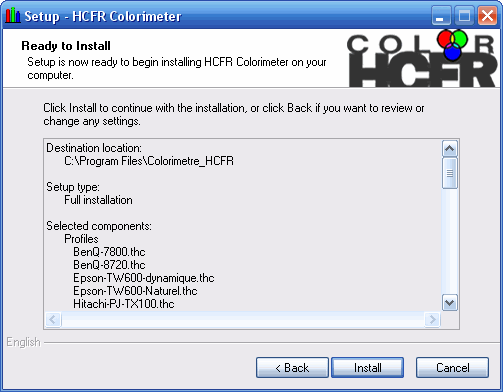 Setup - HCFR Colorimeter
Ready to Install
Setup is now ready to begin installing HCFR Colorimeter on your
computer.
COLOR
HCFR
Click Install to continue with the installation, or click Back if you want to review or
change any settings.
Destination location:
C:\Program Files\Colorimetre_HCFR
Setup type:
Full installation
Selected components:
Profiles
BenQ-7800.thc
BenQ-8720.thc
Epson-TW600-dynamique.thc
Epson-TW600-Naturel.thc
Hitachi-PJ-TX100.thc
English
< Back
Install
Cancel